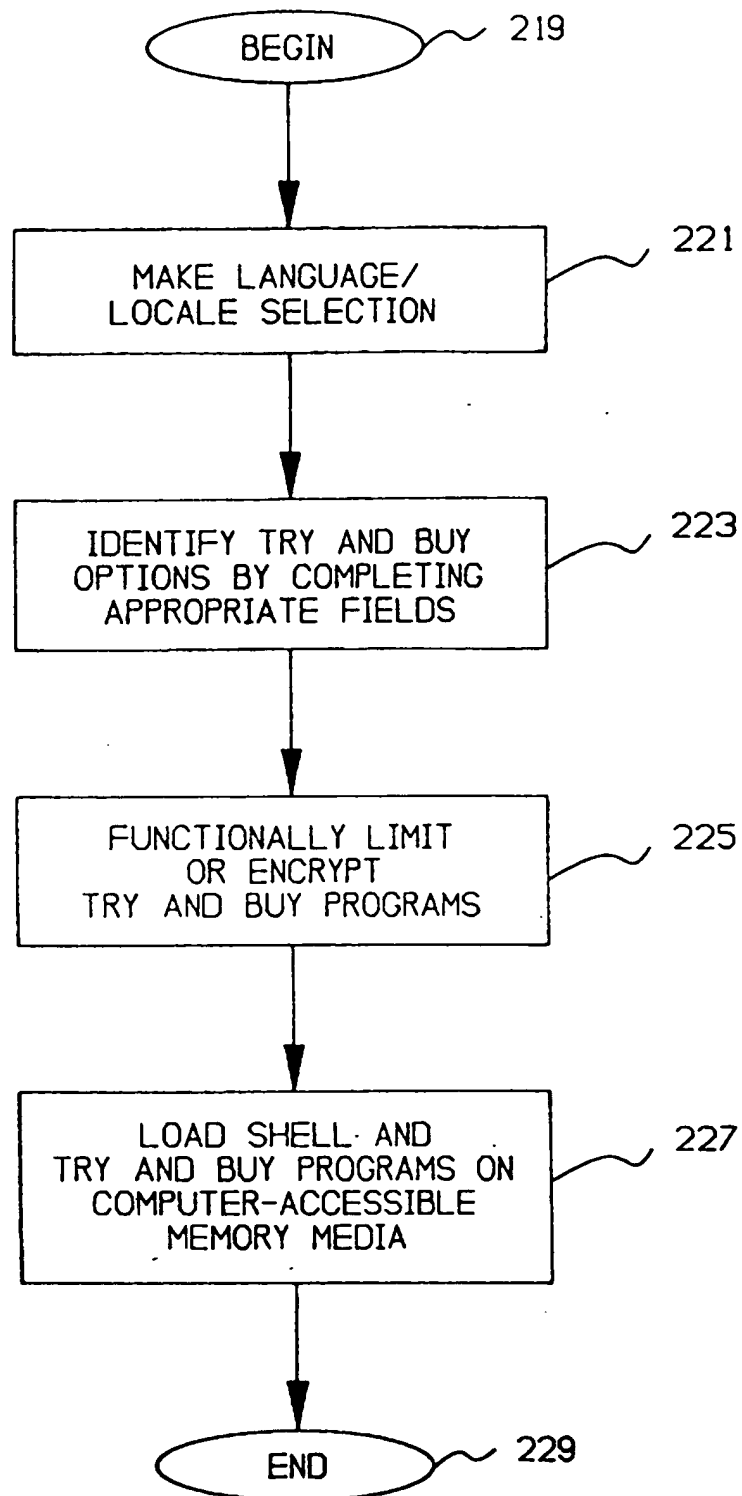 BEGIN
219
MAKE LANGUAGE/
LOCALE SELECTION
221
IDENTIFY TRY AND BUY
OPTIONS BY COMPLETING
APPROPRIATE FIELDS
223
FUNCTIONALLY LIMIT
OR ENCRYPT
TRY AND BUY PROGRAMS
225
LOAD SHELL AND
TRY AND BUY PROGRAMS ON
COMPUTER-ACCESSIBLE
MEMORY MEDIA
227
END
229